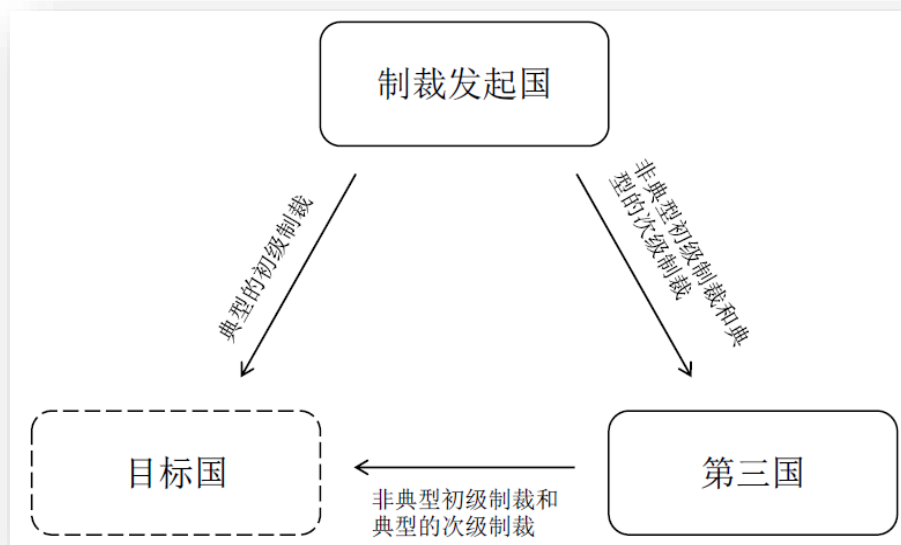 制裁发起国
典型的初级制裁
非典型初级制裁和典
型的次级制裁
目标国
第三国
非典型初级制裁和
典型的次级制裁